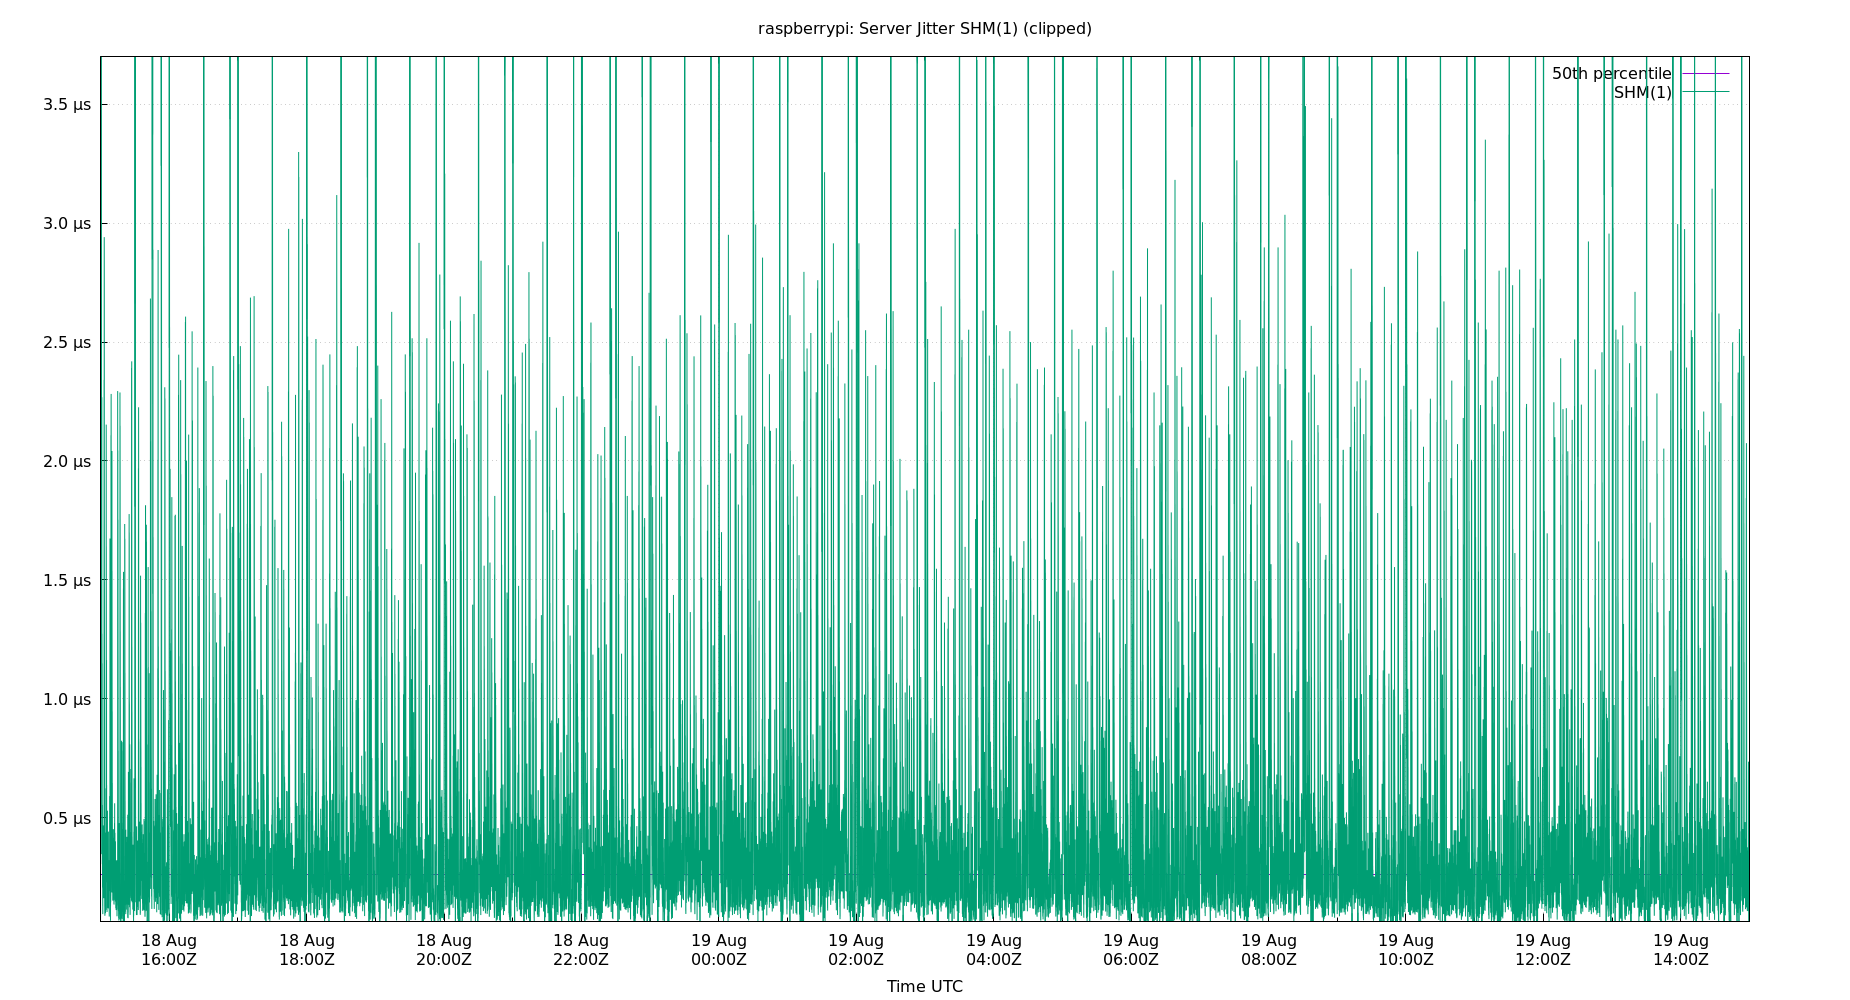 raspberrypi: Server Jitter SHM(1) (clipped)
50th percentile
SHM(1)
3.5 µs
3.0 µs
2.5 µs
2.0 µs
1.5 µs
1.0 µs
0.5 µs
18 Aug 18 Aug 18 Aug 18 Aug 19 Aug 19 Aug 19 Aug 19 Aug 19 Aug 19 Aug 19 Aug 19 Aug
16:00Z 18:00Z 20:00Z 22:00Z 00:00Z 02:00Z 04:00Z 06:00Z 08:00Z 10:00Z 12:00Z 14:00Z
Time UTC